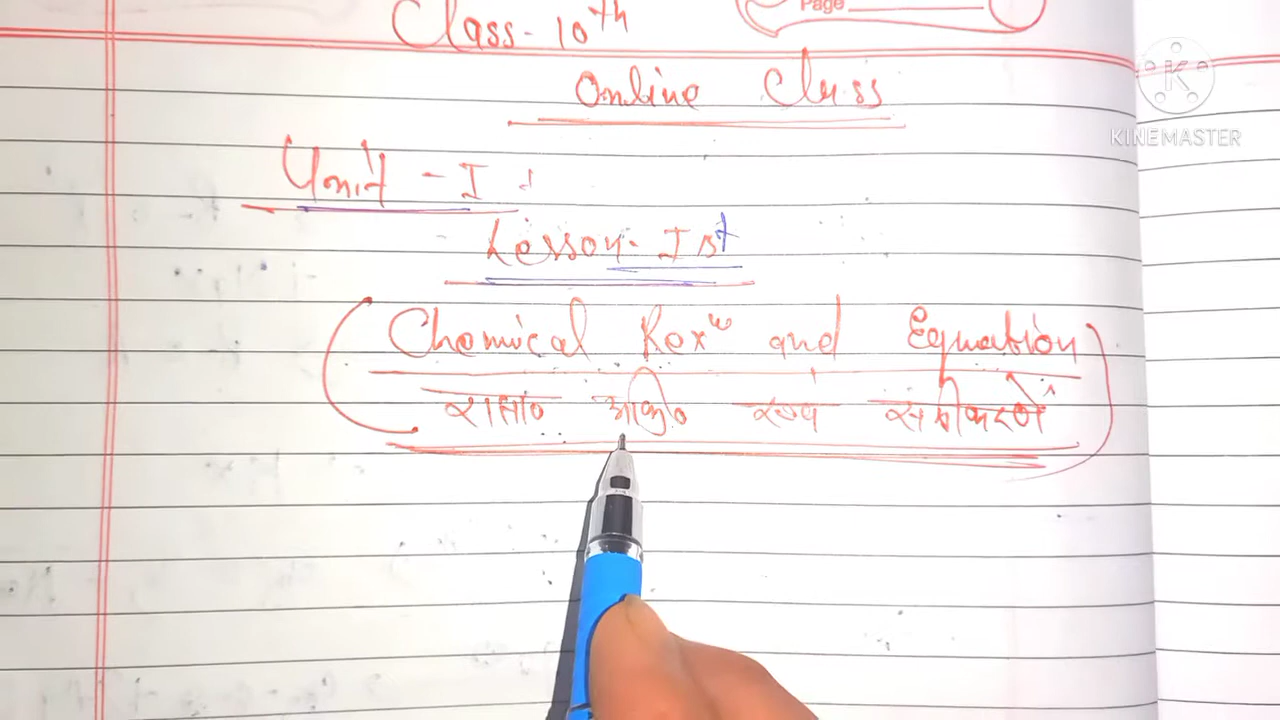 Page
Class - 10th
Online Class
KINEMASTER
Unit - I :
Lesson - Ist
Chemical Rexn and Equation
रासा० अभि० एवं समीकरणें